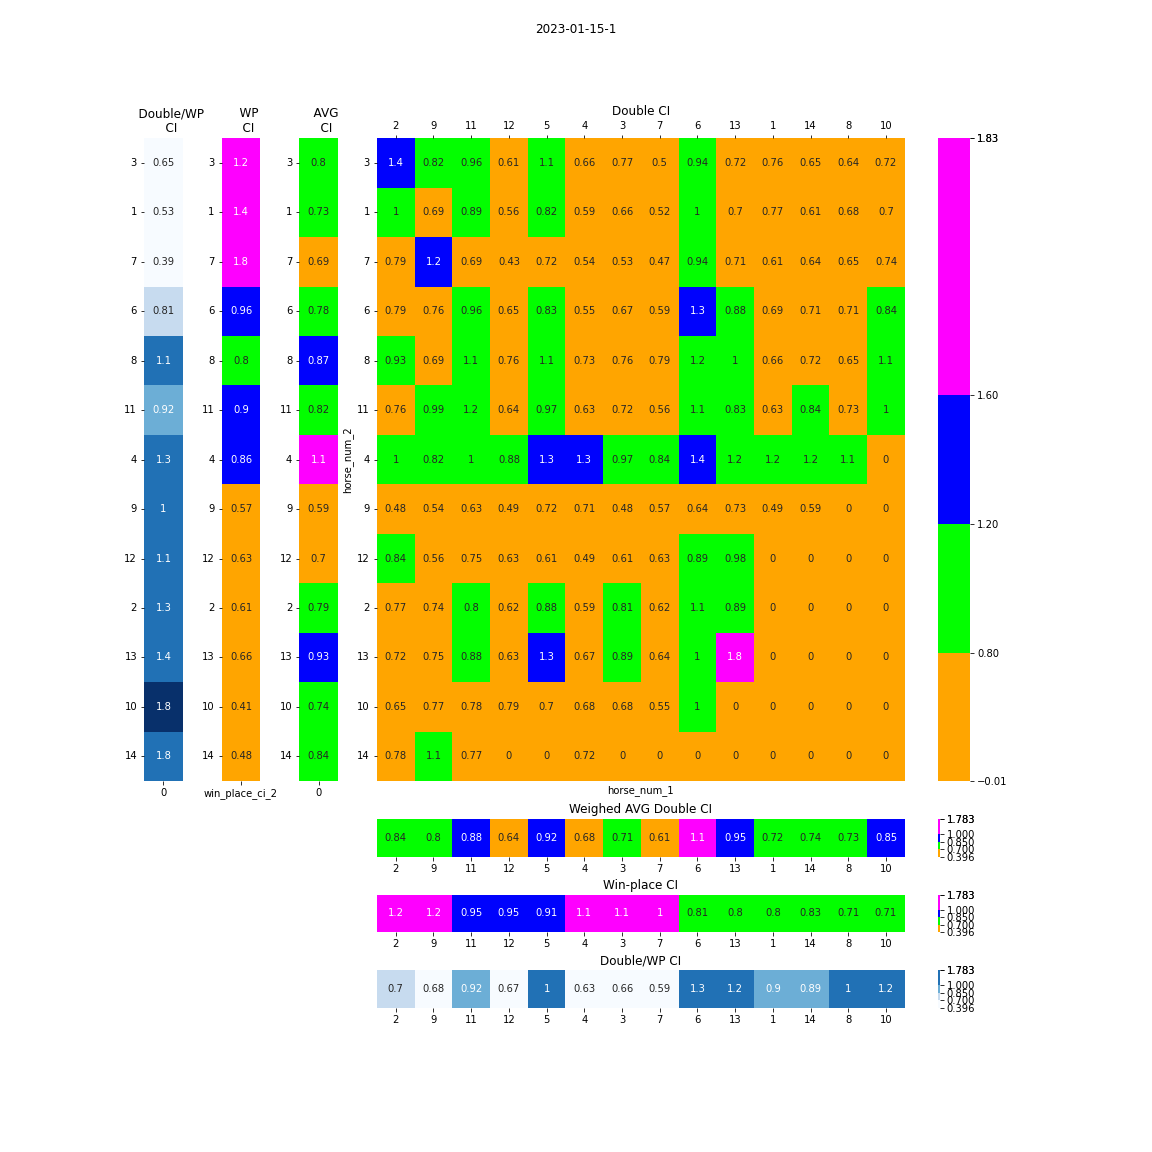 2023-01-15-1
Double/WP CI
WP CI
AVG CI
Double CI
2 9 11 12 5 4 3 7 6 13 1 14 8 10
1.83
3 0.65 3 1.2 3 0.8 3 1.4 0.82 0.96 0.61 1.1 0.66 0.77 0.5 0.94 0.72 0.76 0.65 0.64 0.72
1 0.53 1 1.4 1 0.73 1 1 0.69 0.89 0.56 0.82 0.59 0.66 0.52 1 0.7 0.77 0.61 0.68 0.7
7 0.39 7 1.8 7 0.69 7 0.79 1.2 0.69 0.43 0.72 0.54 0.53 0.47 0.94 0.71 0.61 0.64 0.65 0.74
6 0.81 6 0.96 6 0.78 6 0.79 0.76 0.96 0.65 0.83 0.55 0.67 0.59 1.3 0.88 0.69 0.71 0.71 0.84
8 1.1 8 0.8 8 0.87 8 0.93 0.69 1.1 0.76 1.1 0.73 0.76 0.79 1.2 1 0.66 0.72 0.65 1.1
1.60
11 0.92 11 0.9 11 0.82 11 0.76 0.99 1.2 0.64 0.97 0.63 0.72 0.56 1.1 0.83 0.63 0.84 0.73 1
horse_num_2
4 1.3 4 0.86 4 1.1 4 1 0.82 1 0.88 1.3 1.3 0.97 0.84 1.4 1.2 1.2 1.2 1.1 0
9 1 9 0.57 9 0.59 9 0.48 0.54 0.63 0.49 0.72 0.71 0.48 0.57 0.64 0.73 0.49 0.59 0 0
1.20
12 1.1 12 0.63 12 0.7 12 0.84 0.56 0.75 0.63 0.61 0.49 0.61 0.63 0.89 0.98 0 0 0 0
2 1.3 2 0.61 2 0.79 2 0.77 0.74 0.8 0.62 0.88 0.59 0.81 0.62 1.1 0.89 0 0 0 0
0.80
13 1.4 13 0.66 13 0.93 13 0.72 0.75 0.88 0.63 1.3 0.67 0.89 0.64 1 1.8 0 0 0 0
10 1.8 10 0.41 10 0.74 10 0.65 0.77 0.78 0.79 0.7 0.68 0.68 0.55 1 0 0 0 0 0
14 1.8 14 0.48 14 0.84 14 0.78 1.1 0.77 0 0 0.72 0 0 0 0 0 0 0 0
−0.01
0 win_place_ci_2 0 horse_num_1
Weighed AVG Double CI
0.84 0.8 0.88 0.64 0.92 0.68 0.71 0.61 1.1 0.95 0.72 0.74 0.73 0.85
1.783
1.000
0.850
0.700
0.396
2 9 11 12 5 4 3 7 6 13 1 14 8 10
Win-place CI
1.2 1.2 0.95 0.95 0.91 1.1 1.1 1 0.81 0.8 0.8 0.83 0.71 0.71
1.783
1.000
0.850
0.700
0.396
2 9 11 12 5 4 3 7 6 13 1 14 8 10
Double/WP CI
0.7 0.68 0.92 0.67 1 0.63 0.66 0.59 1.3 1.2 0.9 0.89 1 1.2
1.783
1.000
0.850
0.700
0.396
2 9 11 12 5 4 3 7 6 13 1 14 8 10